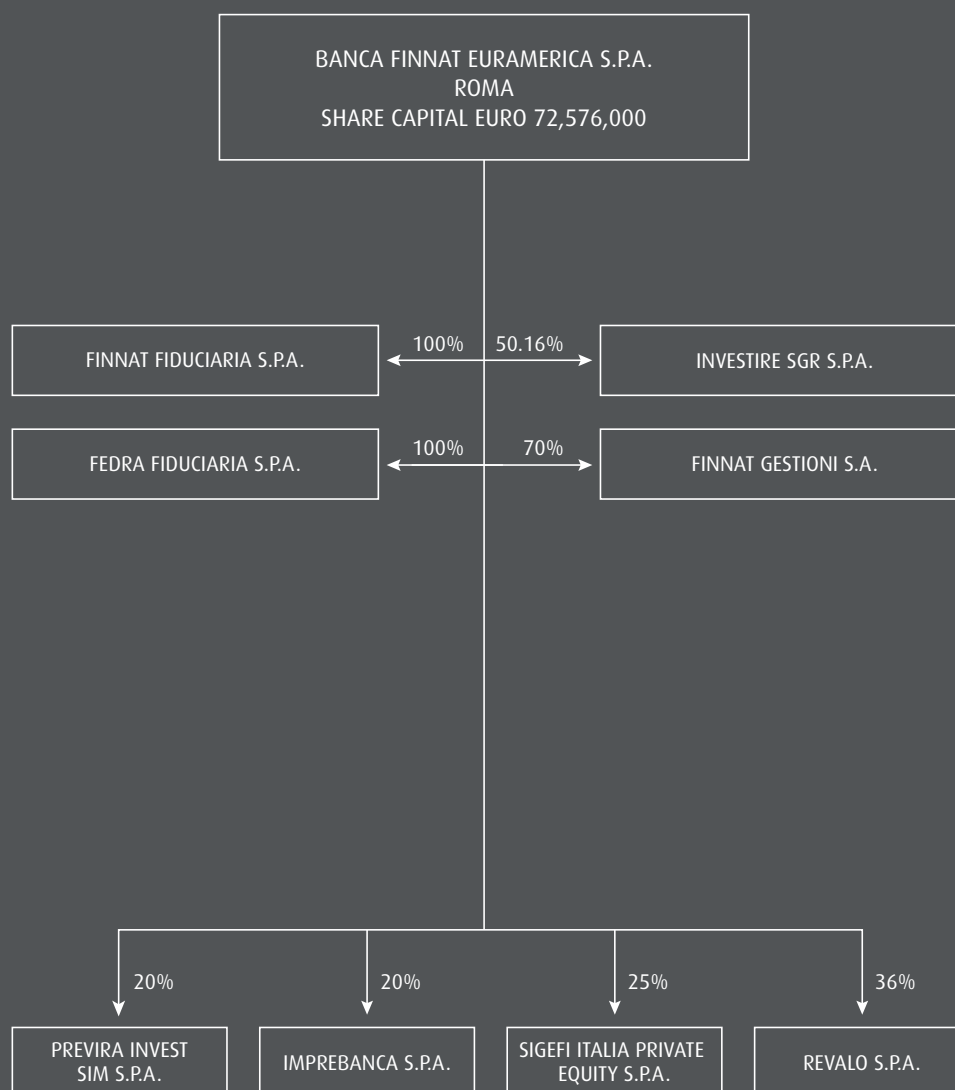 BANCA FINNAT EURAMERICA S.P.A.
ROMA
SHARE CAPITAL EURO 72,576,000
100%
50.16%
FINNAT FIDUCIARIA S.P.A.
INVESTIRE SGR S.P.A.
100%
70%
FEDRA FIDUCIARIA S.P.A.
FINNAT GESTIONI S.A.
20%
20%
25%
36%
PREVIRA INVEST
SIM S.P.A.
IMPREBANCA S.P.A.
SIGEFI ITALIA PRIVATE
EQUITY S.P.A.
REVALO S.P.A.